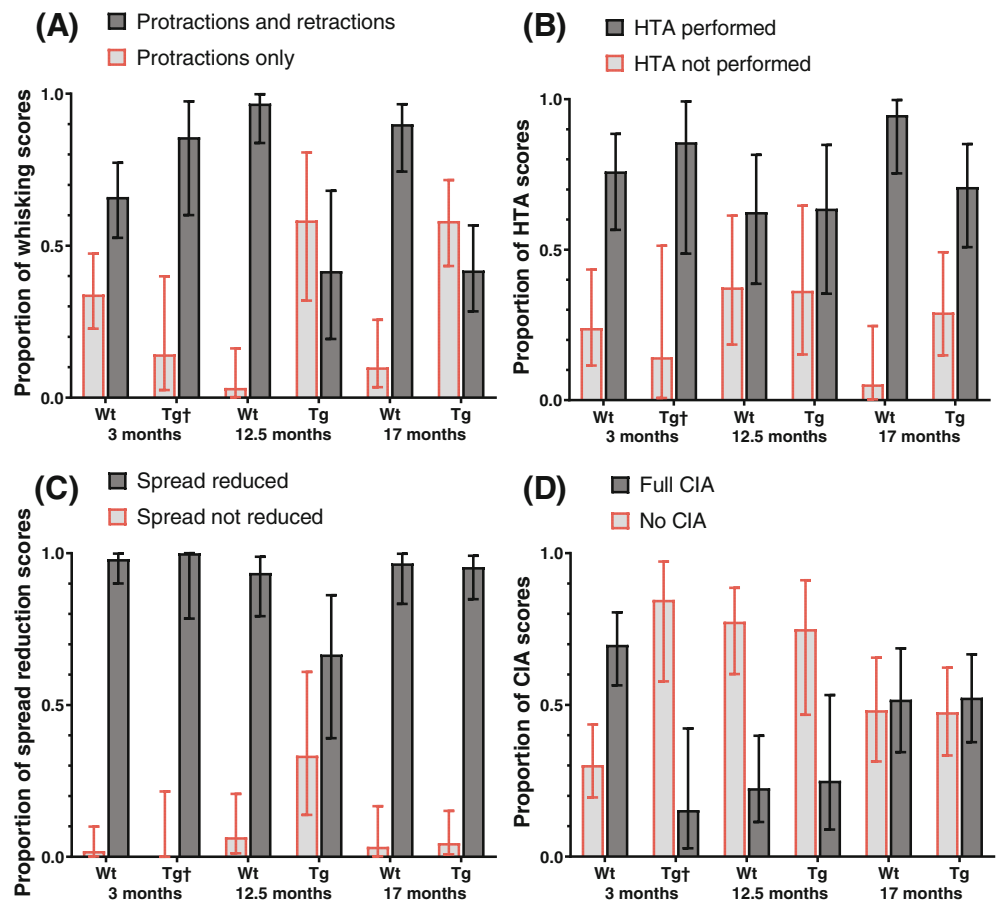 (A)
Protractions and retractions
Protractions only
Proportion of whisking scores
1.0
0.5
0.0
Wt Tg† Wt Tg Wt Tg
3 months 12.5 months 17 months
(B)
HTA performed
HTA not performed
Proportion of HTA scores
1.0
0.5
0.0
Wt Tg† Wt Tg Wt Tg
3 months 12.5 months 17 months
(C)
Spread reduced
Spread not reduced
Proportion of spread reduction scores
1.0
0.5
0.0
Wt Tg† Wt Tg Wt Tg
3 months 12.5 months 17 months
(D)
Full CIA
No CIA
Proportion of CIA scores
1.0
0.5
0.0
Wt Tg† Wt Tg Wt Tg
3 months 12.5 months 17 months